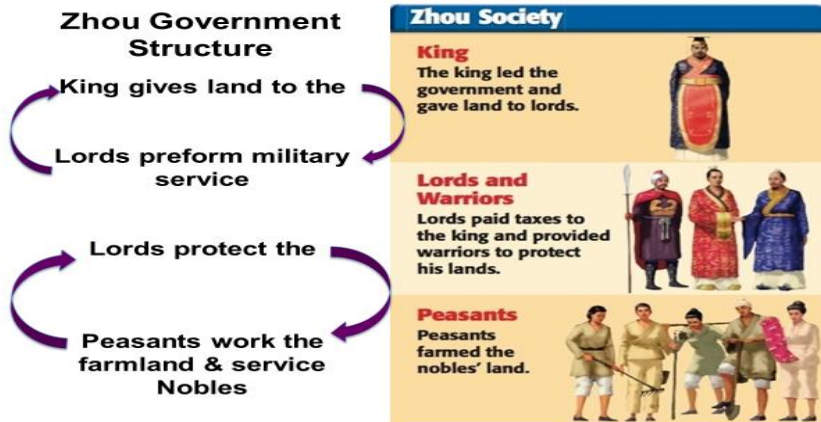 Zhou Government
Structure
King gives land to the
Lords preform military
service
Lords protect the
Peasants work the
farmland & service
Nobles
Zhou Society
King
The king led the
government and
gave land to lords.
Lords and
Warriors
Lords paid taxes to
the king and provided
warriors to protect
his lands.
Peasants
Peasants
farmed the
nobles' land.